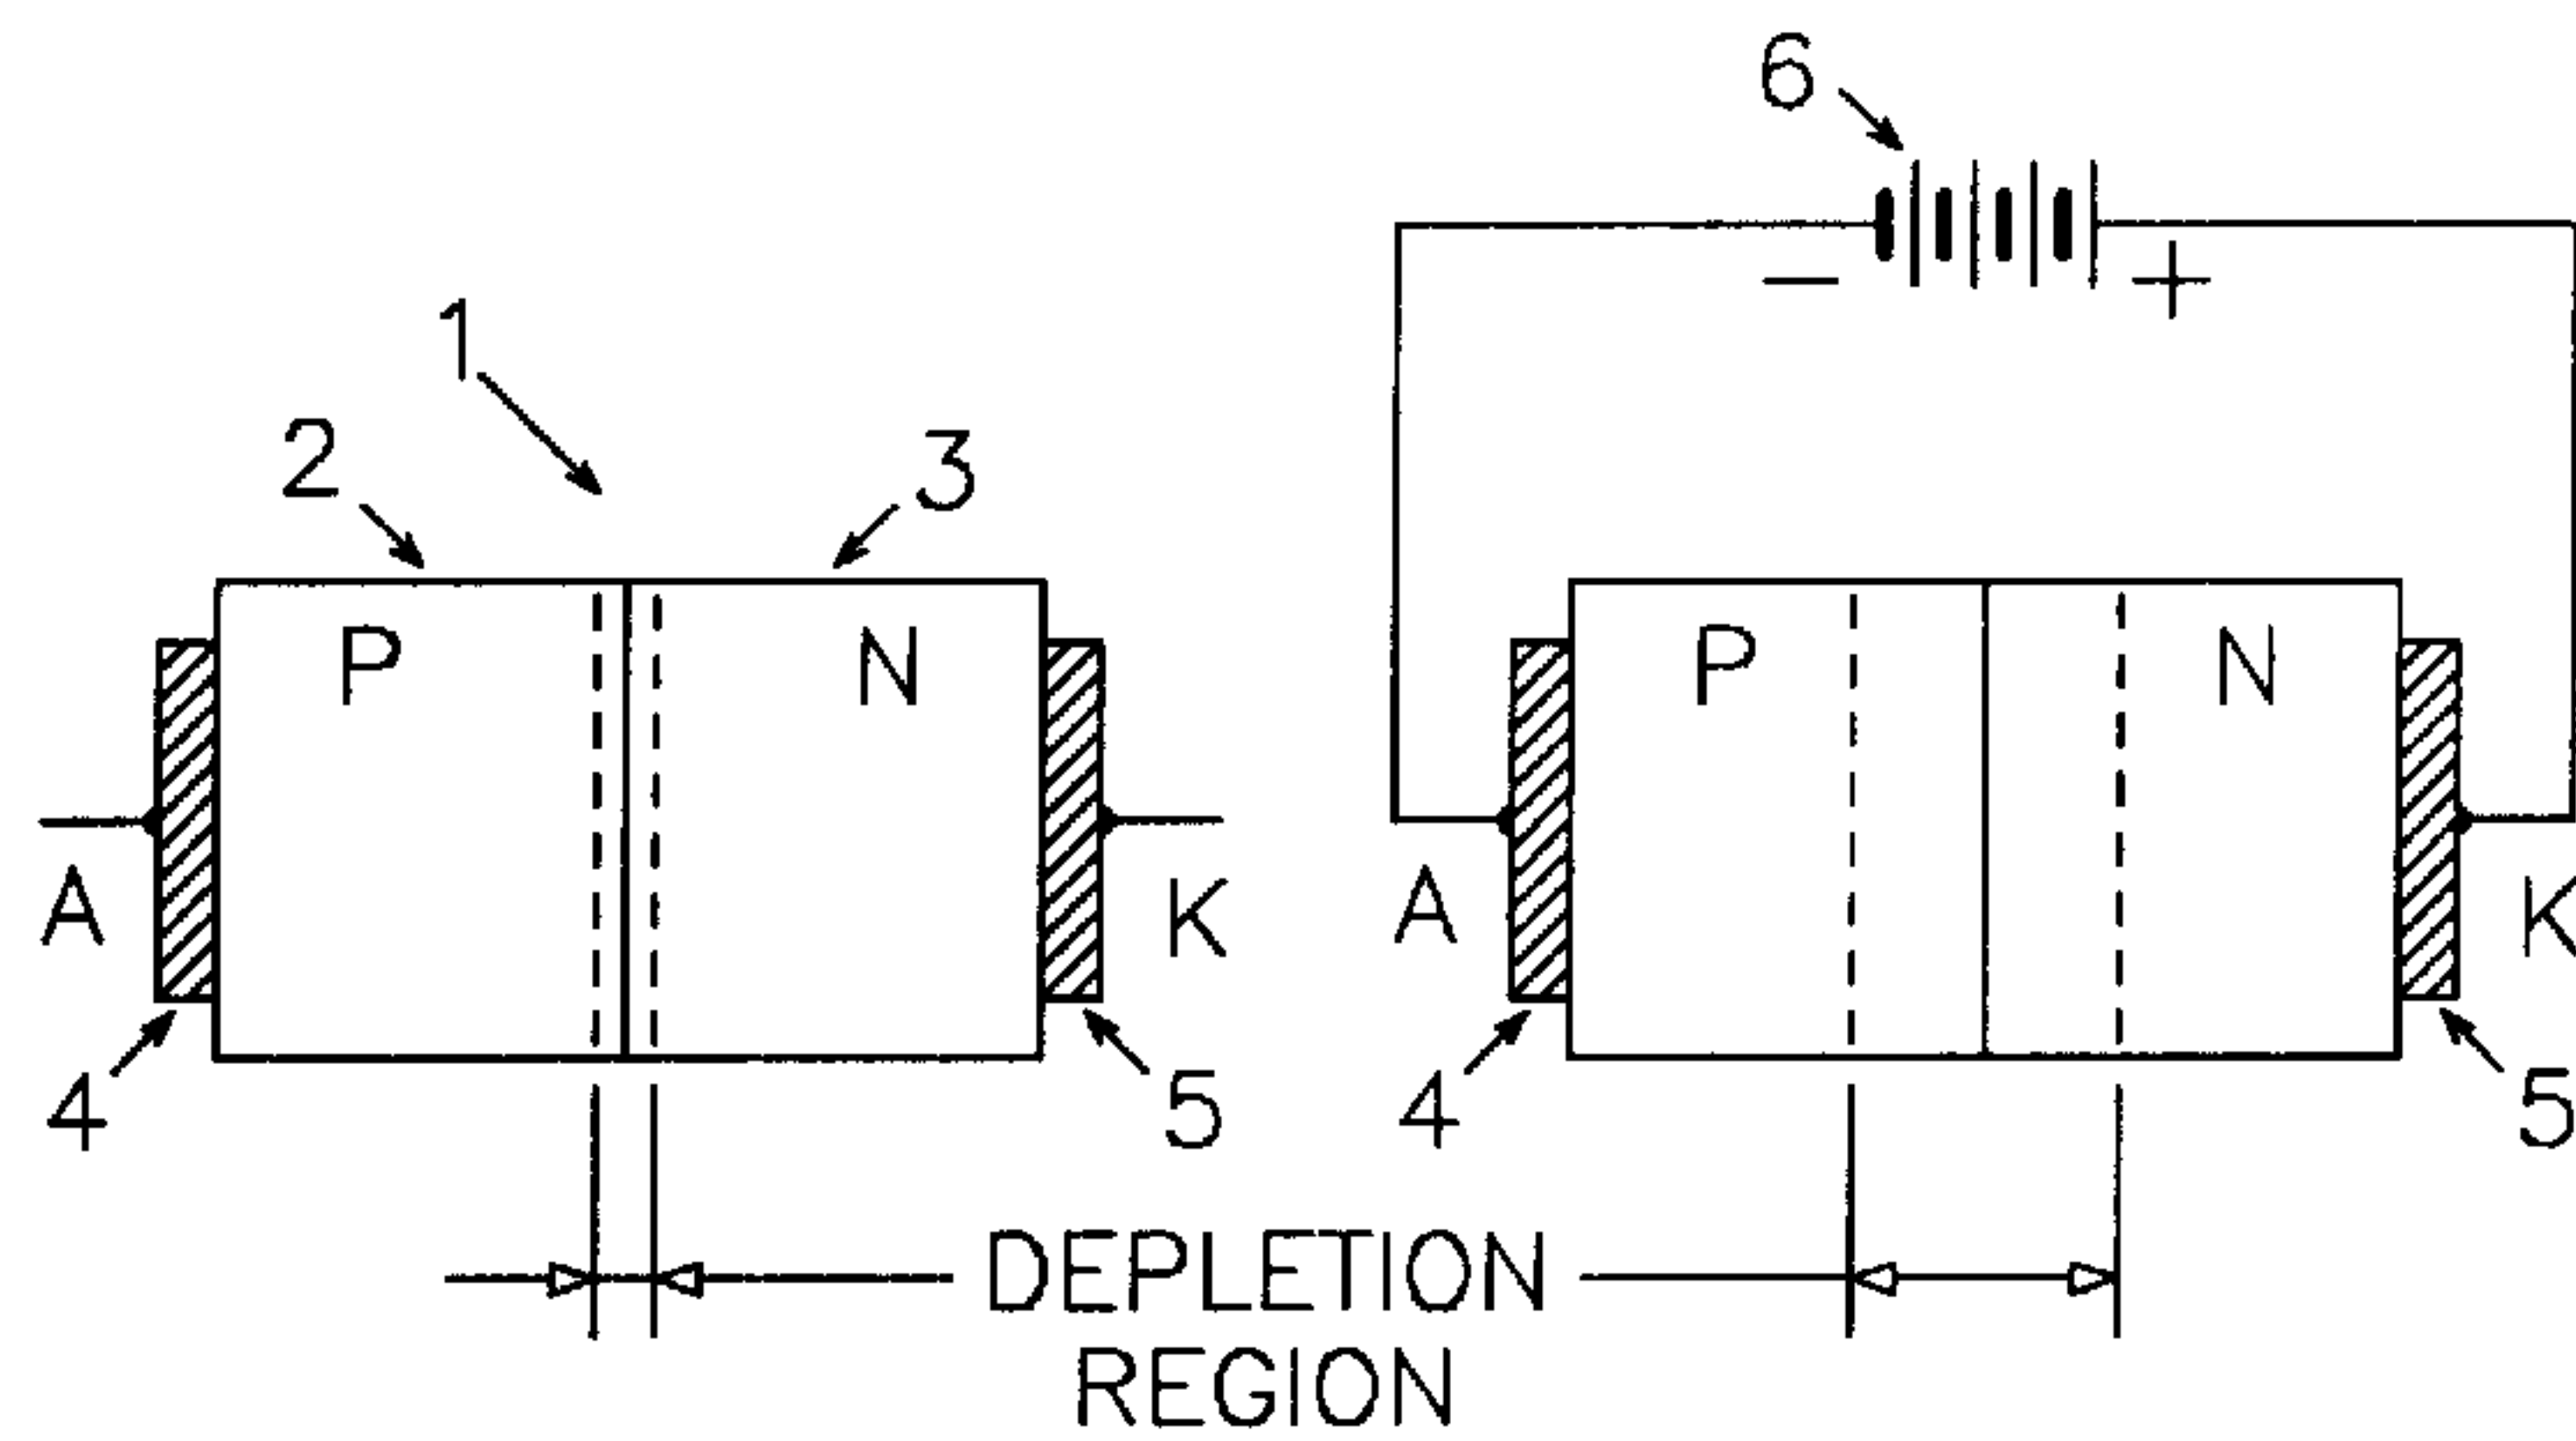 6
− +
1
2 3
P N P N
A K A K
4 5 4 5
DEPLETION
REGION